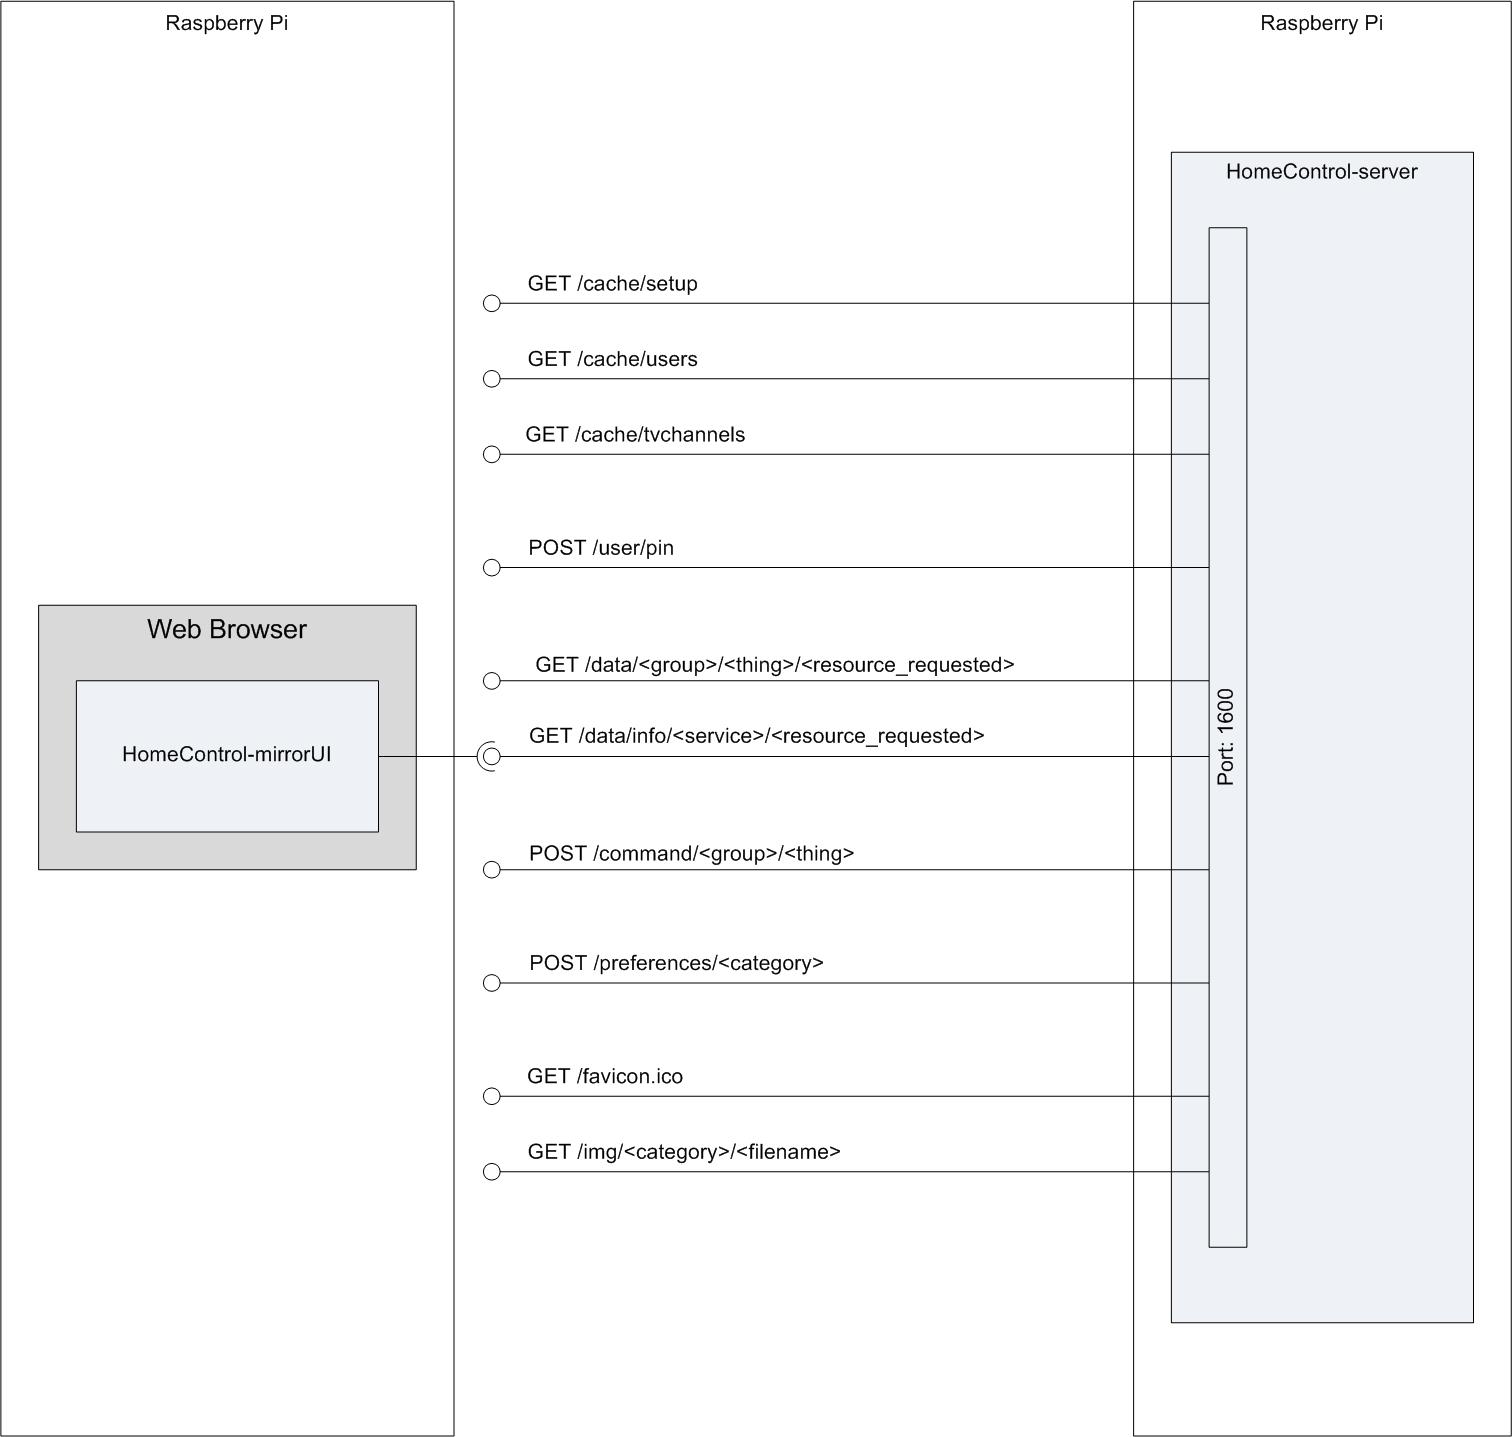 Raspberry Pi
Raspberry Pi
HomeControl-server
GET /cache/setup
GET /cache/users
GET /cache/tvchannels
POST /user/pin
Web Browser
GET /data/<group>/<thing>/<resource_requested>
GET /data/info/<service>/<resource_requested>
HomeControl-mirrorUI
Port: 1600
POST /command/<group>/<thing>
POST /preferences/<category>
GET /favicon.ico
GET /img/<category>/<filename>